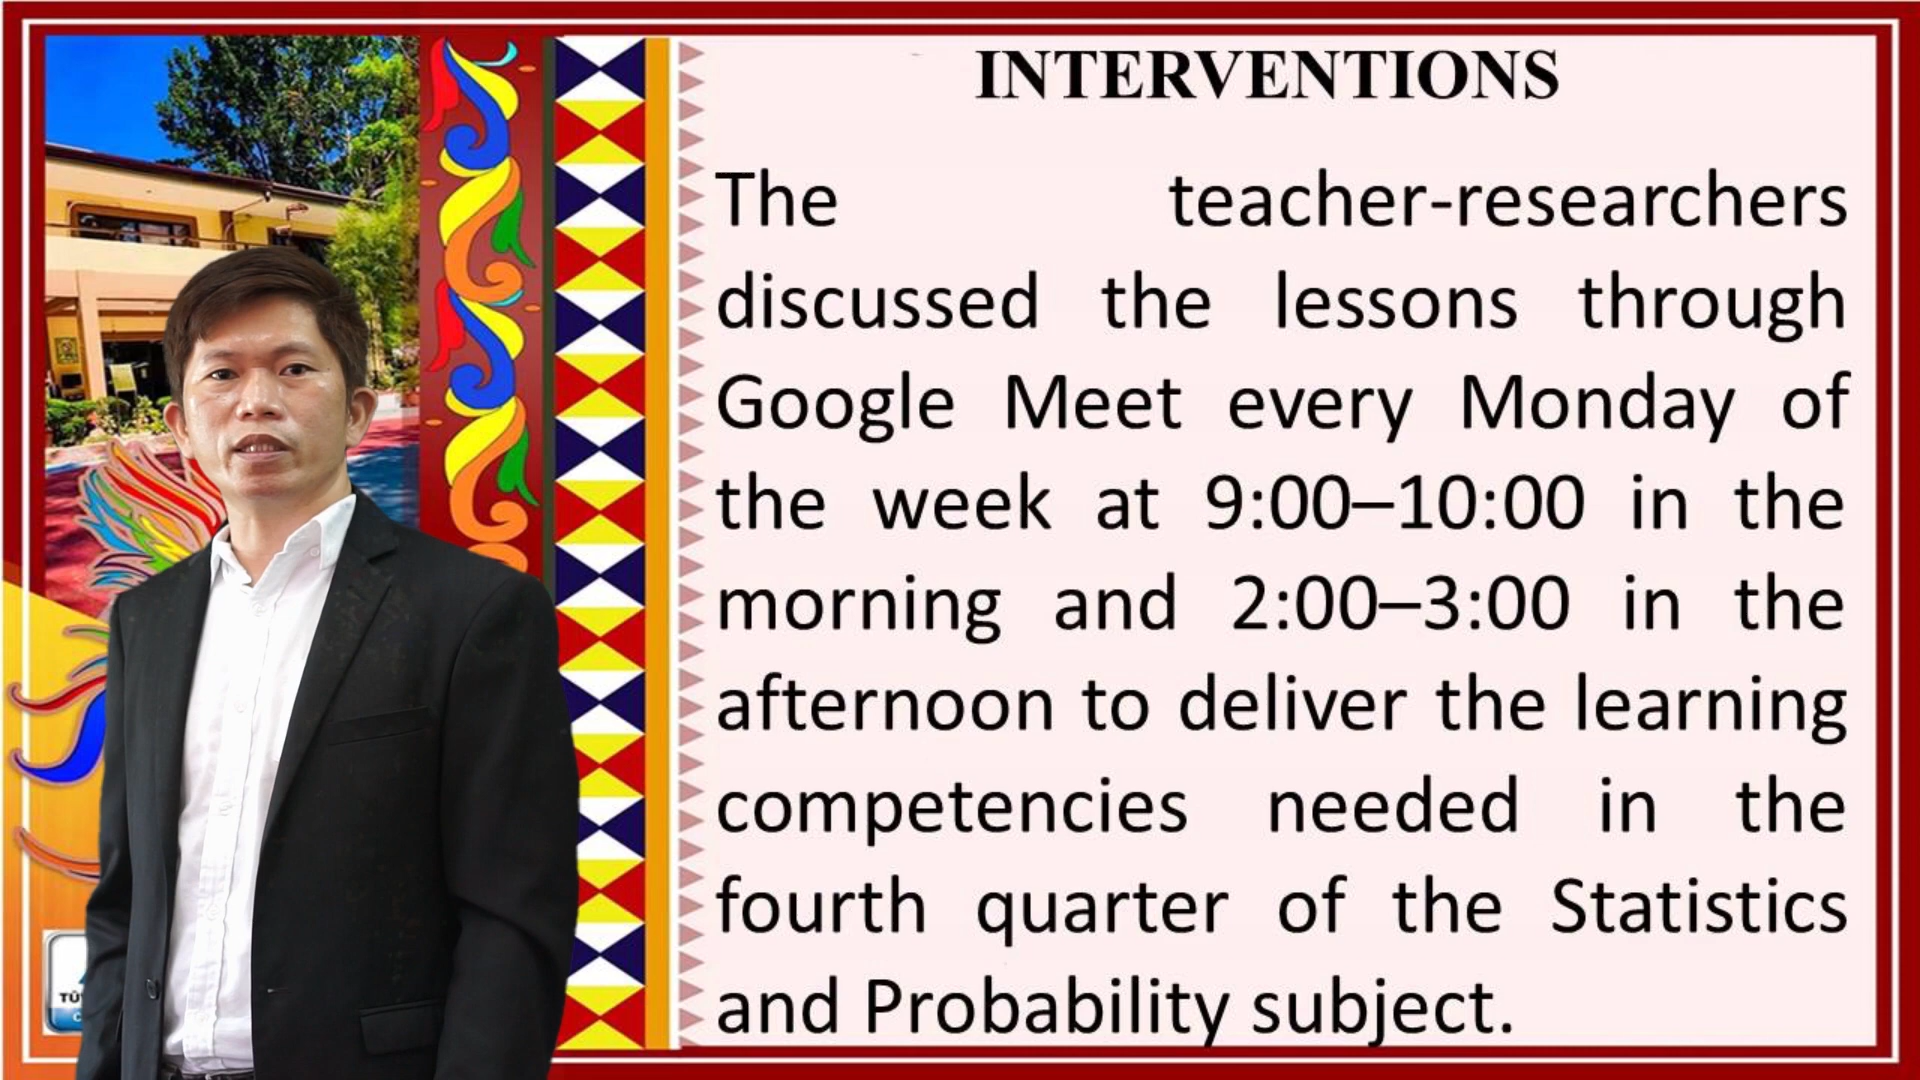 INTERVENTIONS
The teacher-researchers
discussed the lessons through
Google Meet every Monday of
the week at 9:00–10:00 in the
morning and 2:00–3:00 in the
afternoon to deliver the learning
competencies needed in the
fourth quarter of the Statistics
and Probability subject.